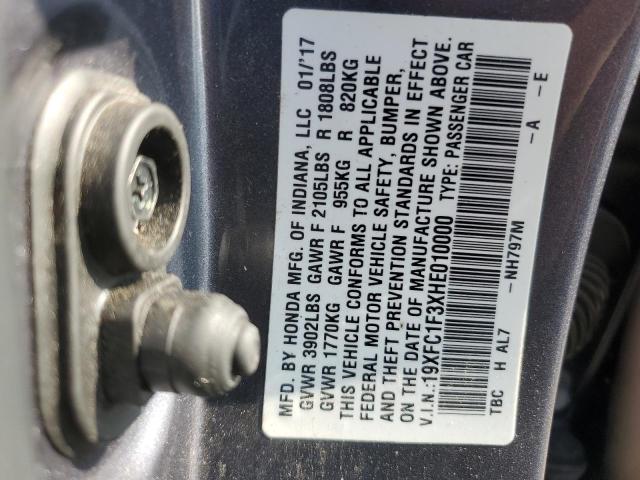 MFD. BY HONDA MFG. OF INDIANA, LLC 01/'17
GVWR 3902LBS GAWR F 2105LBS R 1808LBS
GVWR 1770KG GAWR F 955KG R 820KG
THIS VEHICLE CONFORMS TO ALL APPLICABLE
FEDERAL MOTOR VEHICLE SAFETY, BUMPER,
AND THEFT PREVENTION STANDARDS IN EFFECT
ON THE DATE OF MANUFACTURE SHOWN ABOVE.
V.I.N.:19XFC1F3XHE010000 TYPE: PASSENGER CAR
TBC H AL7 -NH797M -A -E